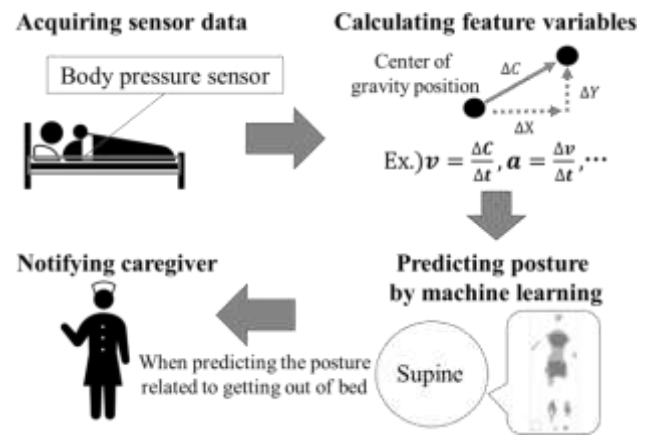 Acquiring sensor data
Body pressure sensor
Calculating feature variables
Center of
gravity position
ΔC
ΔY
ΔX
Ex.) v = ΔC/Δt, a = Δv/Δt, ⋯
Notifying caregiver
When predicting the posture
related to getting out of bed
Predicting posture
by machine learning
Supine